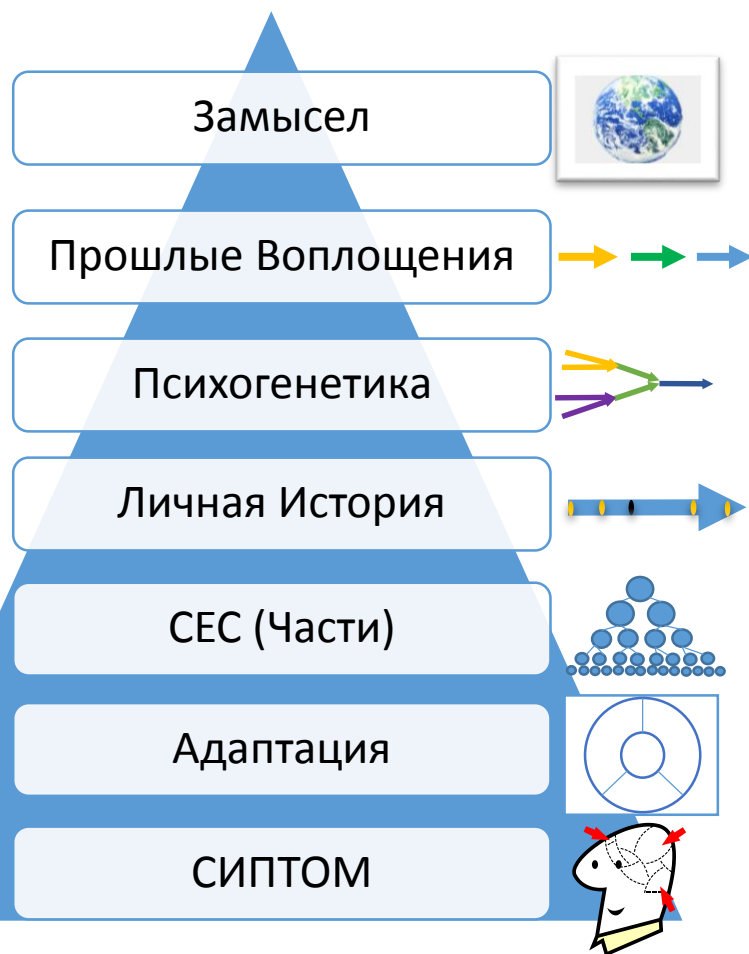 Замысел
Прошлые Воплощения
Психогенетика
Личная История
СЕС (Части)
Адаптация
СИПТОМ